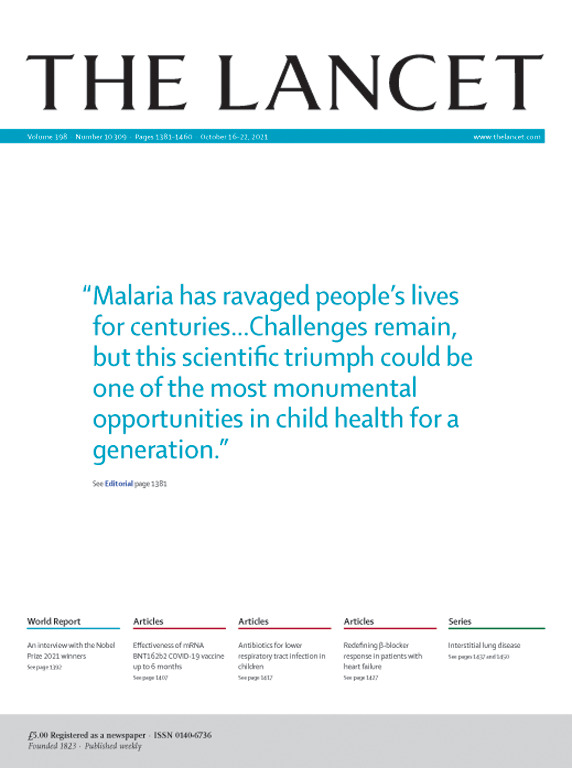 THE LANCET
Volume 398 · Number 10309 · Pages 1381–1460 · October 16–22, 2021
www.thelancet.com
“Malaria has ravaged people’s lives
for centuries...Challenges remain,
but this scientific triumph could be
one of the most monumental
opportunities in child health for a
generation.”
See Editorial page 1381
World Report
An interview with the Nobel
Prize 2021 winners
See page 1392
Articles
Effectiveness of mRNA
BNT162b2 COVID-19 vaccine
up to 6 months
See page 1407
Articles
Antibiotics for lower
respiratory tract infection in
children
See page 1417
Articles
Redefining β-blocker
response in patients with
heart failure
See page 1427
Series
Interstitial lung disease
See pages 1437 and 1450
£5.00 Registered as a newspaper · ISSN 0140-6736
Founded 1823 · Published weekly